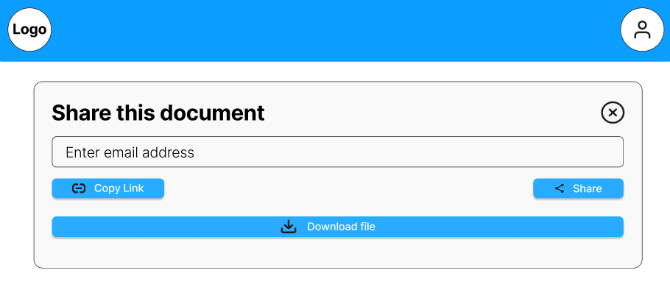 Logo
Share this document
Enter email address
Copy Link
Share
Download file